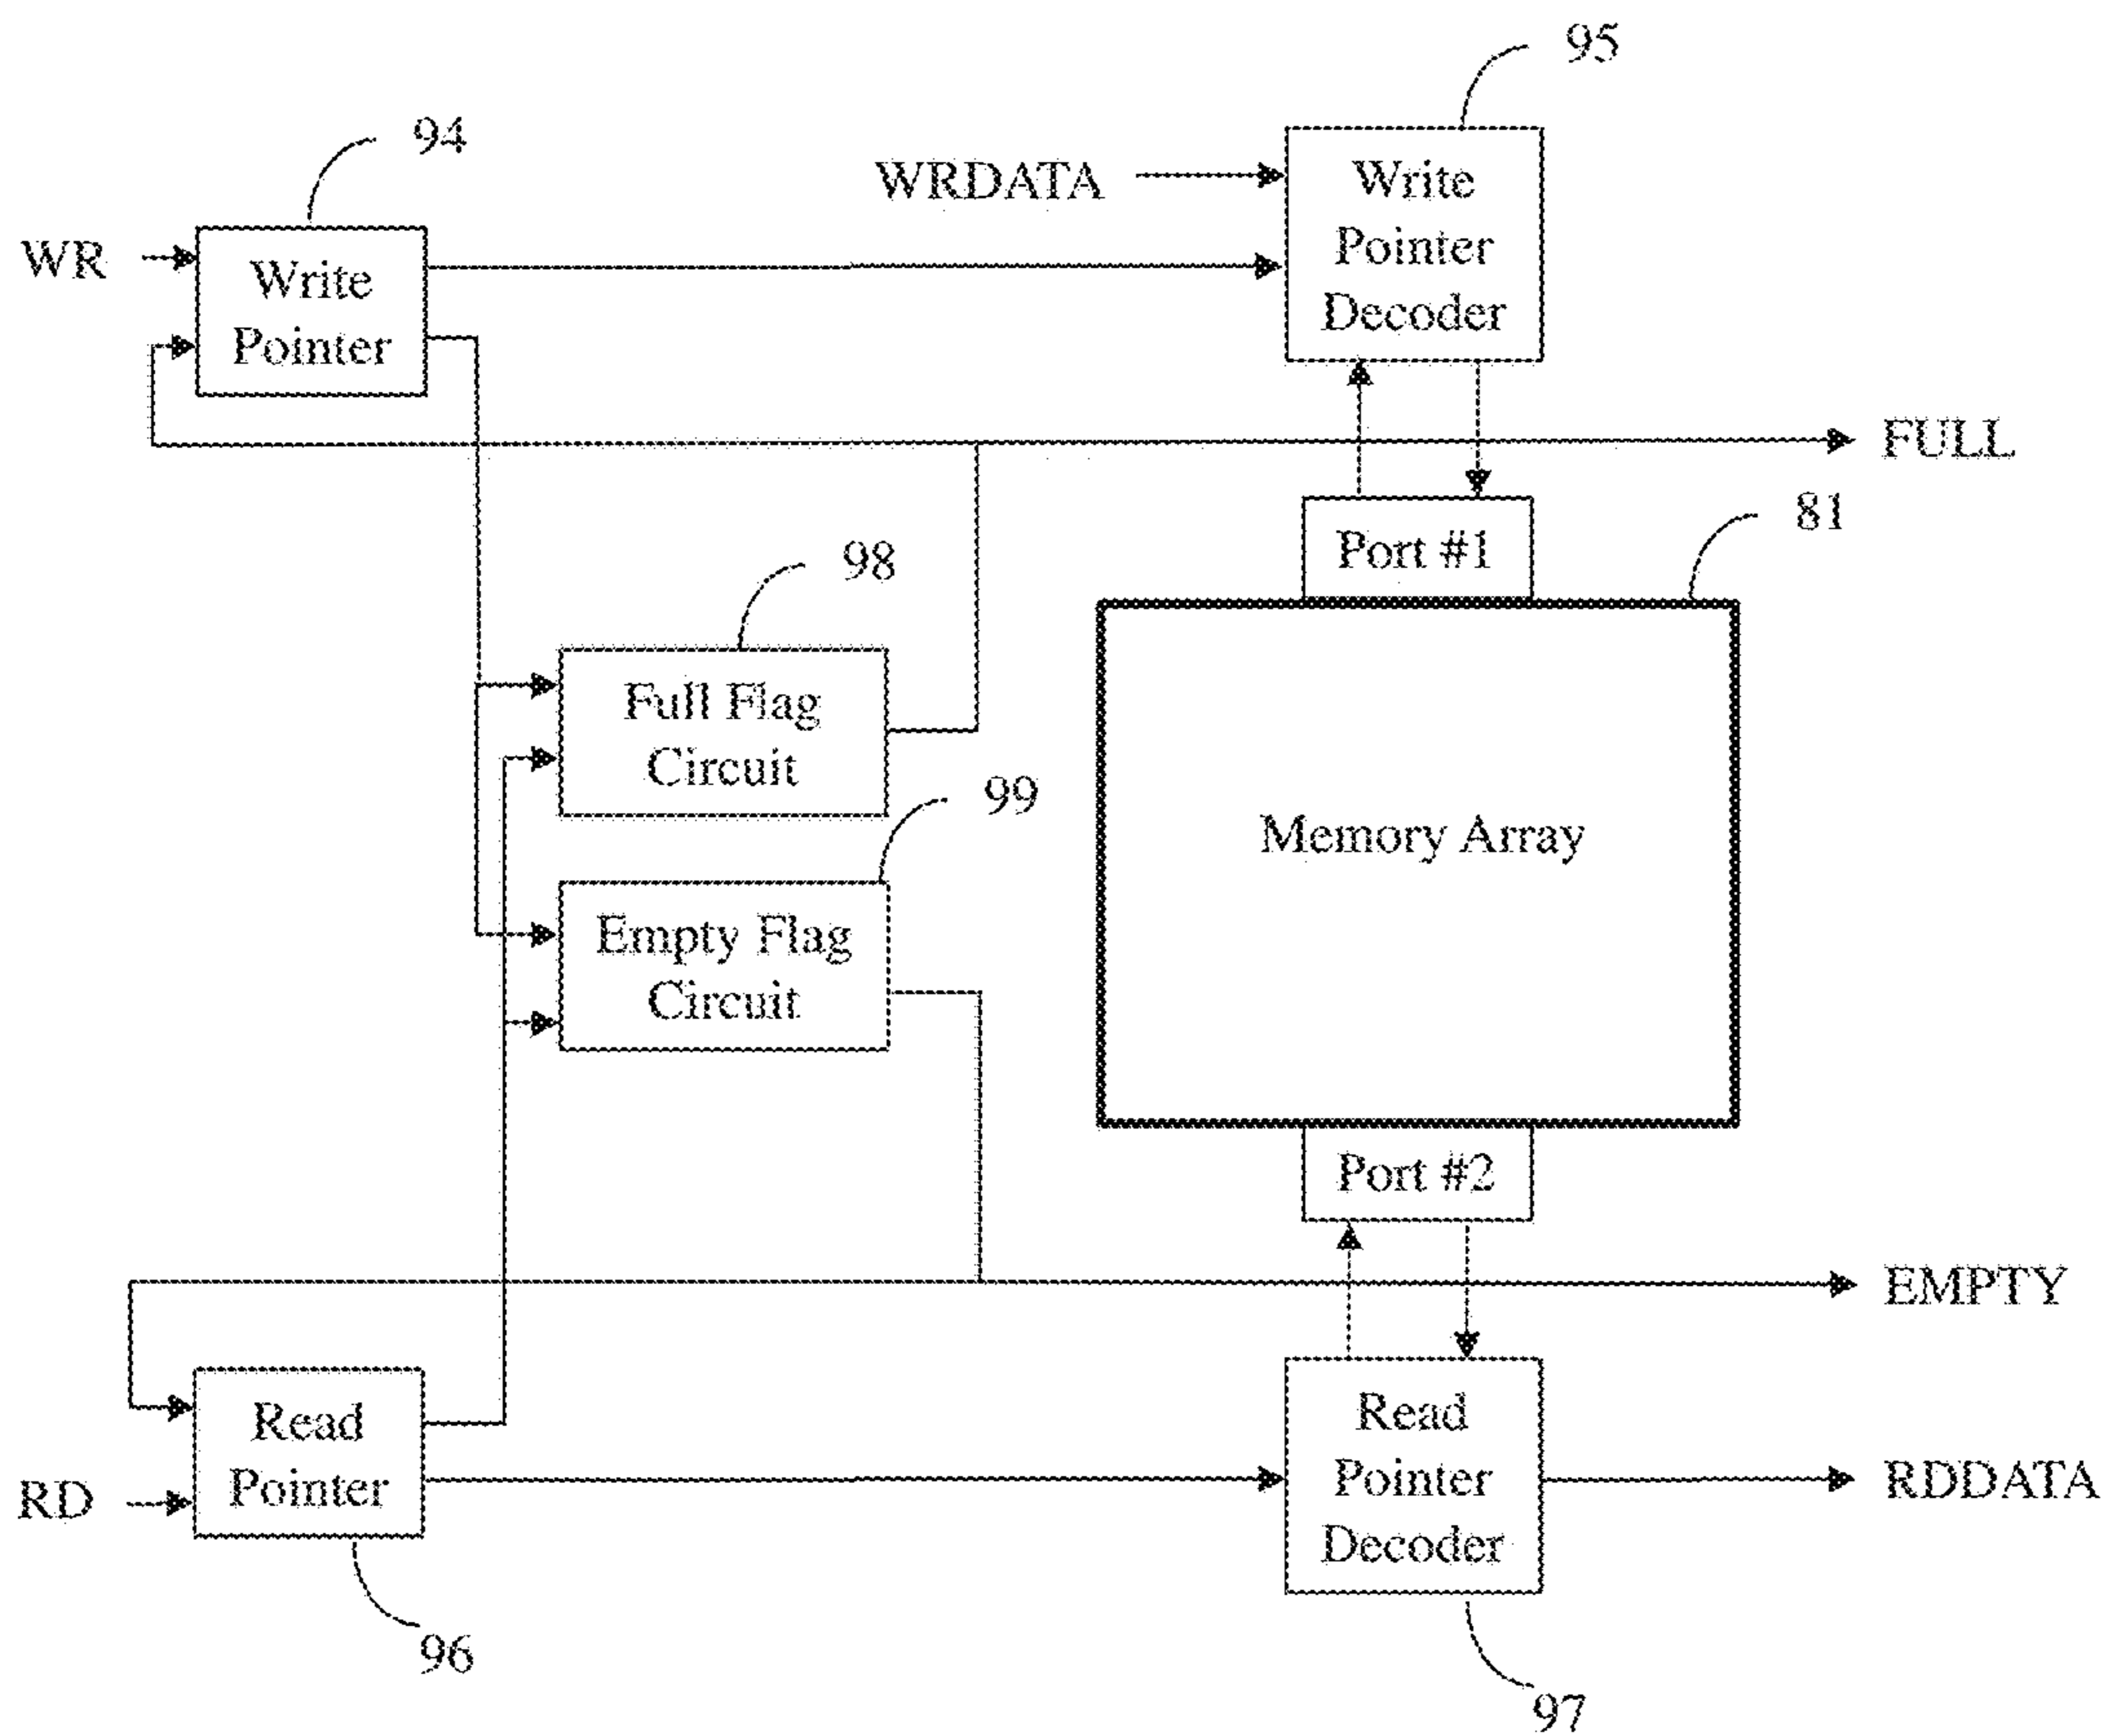 95
94
WRDATA
Write
Pointer
Decoder
WR
Write
Pointer
FULL
81
Port #1
98
Full Flag
Circuit
99
Memory Array
Empty Flag
Circuit
Port #2
EMPTY
Read
Pointer
RD
Read
Pointer
Decoder
RDDATA
96
97